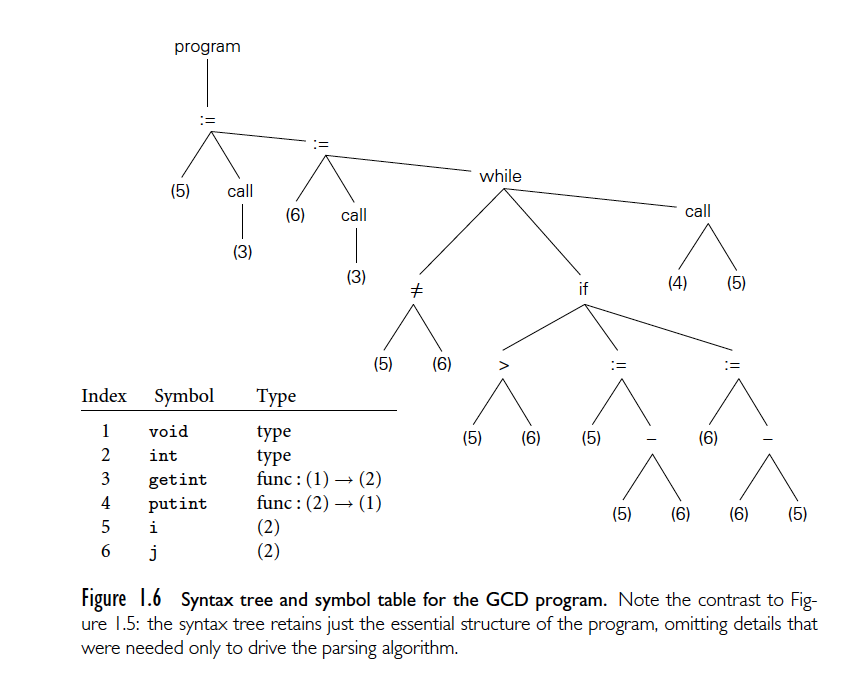 program
:=
:=
while
(5) call
(6) call
call
(3)
(3)
≠
if
(4) (5)
(5) (6)
> := :=
(5) (6) (5) − (6) −
(5) (6) (6) (5)
Index Symbol Type
1 void type
2 int type
3 getint func : (1) → (2)
4 putint func : (2) → (1)
5 i (2)
6 j (2)
Figure 1.6 Syntax tree and symbol table for the GCD program. Note the contrast to Fig-
ure 1.5: the syntax tree retains just the essential structure of the program, omitting details that
were needed only to drive the parsing algorithm.